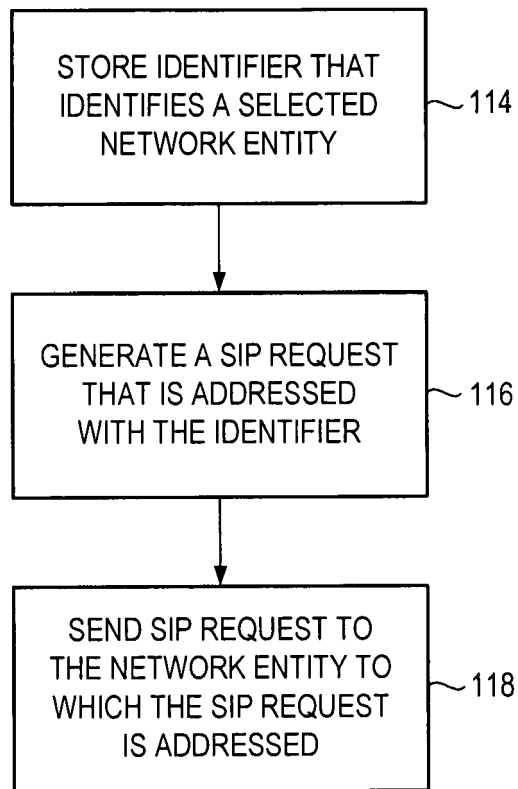 STORE IDENTIFIER THAT
IDENTIFIES A SELECTED
NETWORK ENTITY
114
GENERATE A SIP REQUEST
THAT IS ADDRESSED
WITH THE IDENTIFIER
116
SEND SIP REQUEST TO
THE NETWORK ENTITY TO
WHICH THE SIP REQUEST
IS ADDRESSED
118